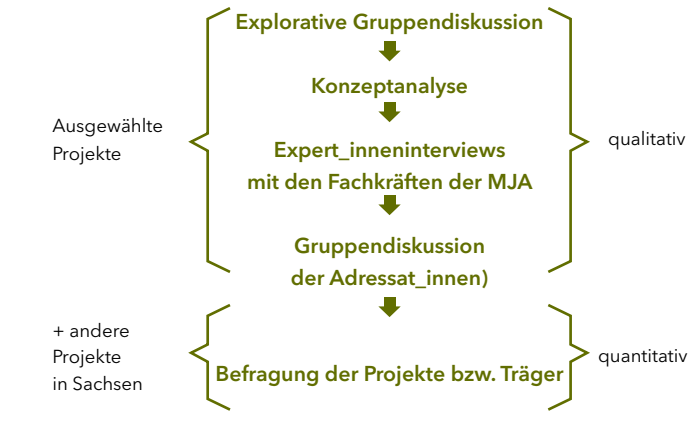 Explorative Gruppendiskussion
Konzeptanalyse
Ausgewählte
Projekte
qualitativ
Expert_inneninterviews
mit den Fachkräften der MJA
Gruppendiskussion
der Adressat_innen)
+ andere
Projekte
in Sachsen
quantitativ
Befragung der Projekte bzw. Träger